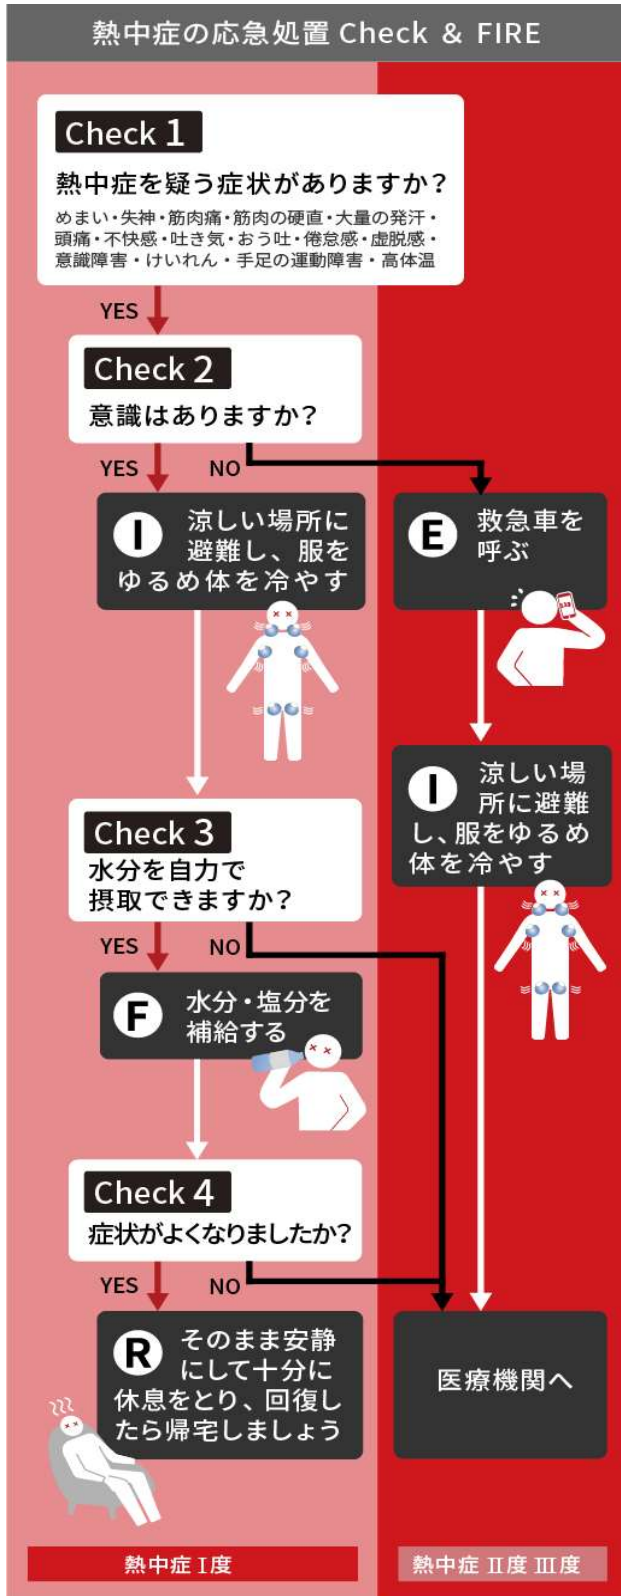 熱中症の応急処置 Check & FIRE
Check 1
熱中症を疑う症状がありますか？
めまい・失神・筋肉痛・筋肉の硬直・大量の発汗・
頭痛・不快感・吐き気・おう吐・倦怠感・虚脱感・
意識障害・けいれん・手足の運動障害・高体温
YES
Check 2
意識はありますか？
YES
NO
I
涼しい場所に
避難し、服を
ゆるめ体を冷やす
E
救急車を
呼ぶ
119
I
涼しい場
所に避難
し、服をゆるめ
体を冷やす
Check 3
水分を自力で
摂取できますか？
YES
NO
F
水分・塩分を
補給する
Check 4
症状がよくなりましたか？
YES
NO
R
そのまま安静
にして十分に
休息をとり、回復し
たら帰宅しましょう
医療機関へ
熱中症 I度
熱中症 II度 III度